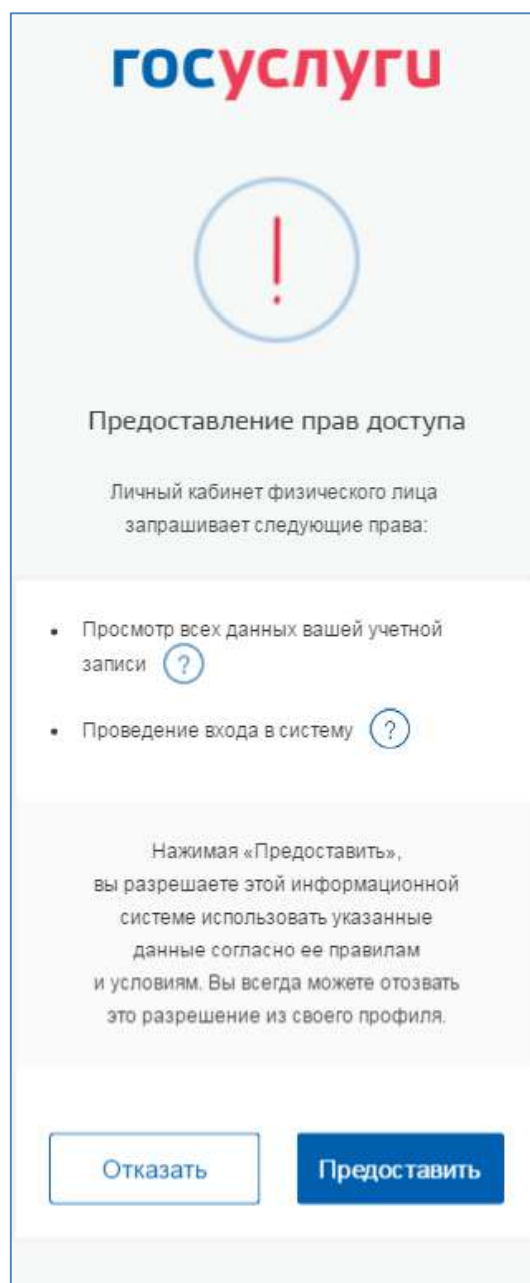 госуслуги
!
Предоставление прав доступа
Личный кабинет физического лица
запрашивает следующие права:
• Просмотр всех данных вашей учетной
записи ?
• Проведение входа в систему ?
Нажимая «Предоставить»,
вы разрешаете этой информационной
системе использовать указанные
данные согласно ее правилам
и условиям. Вы всегда можете отозвать
это разрешение из своего профиля.
Отказать Предоставить